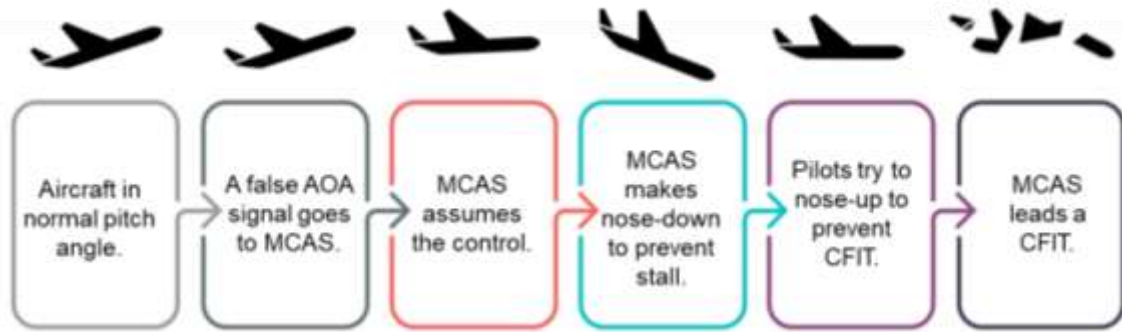 Aircraft in
normal pitch
angle.
A false AOA
signal goes
to MCAS.
MCAS
assumes
the control.
MCAS
makes
nose-down
to prevent
stall.
Pilots try to
nose-up to
prevent
CFIT.
MCAS
leads a
CFIT.